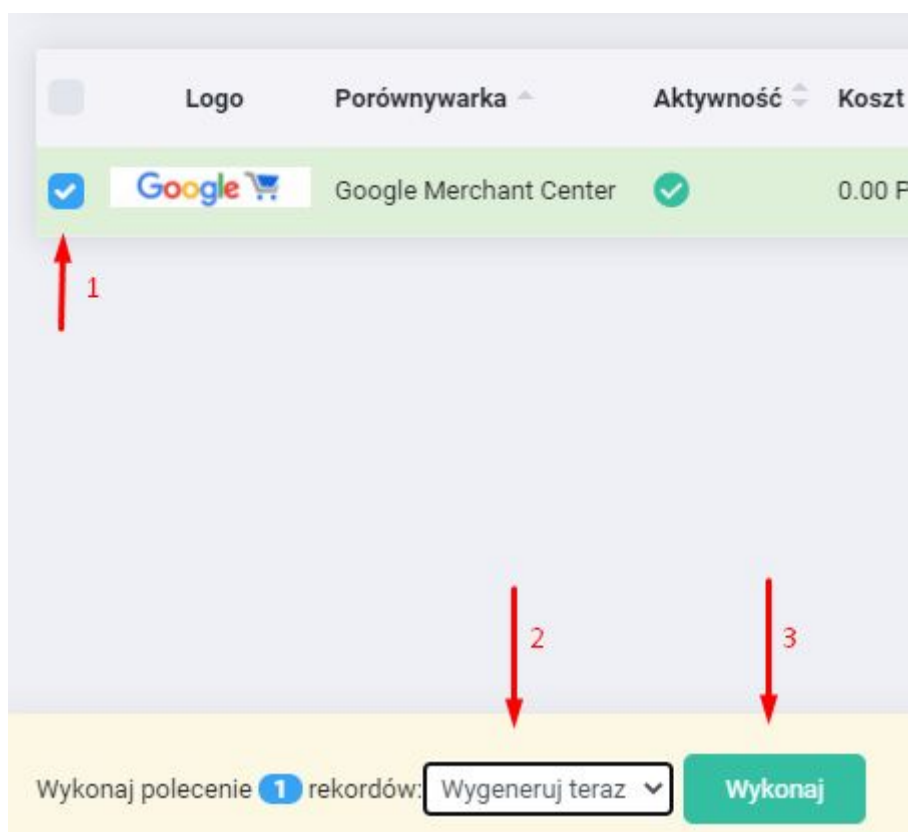 Logo Porównywarka Aktywność Koszt
Google Google Merchant Center 0.00 P
1
2 3
Wykonaj polecenie 1 rekordów: Wygeneruj teraz Wykonaj